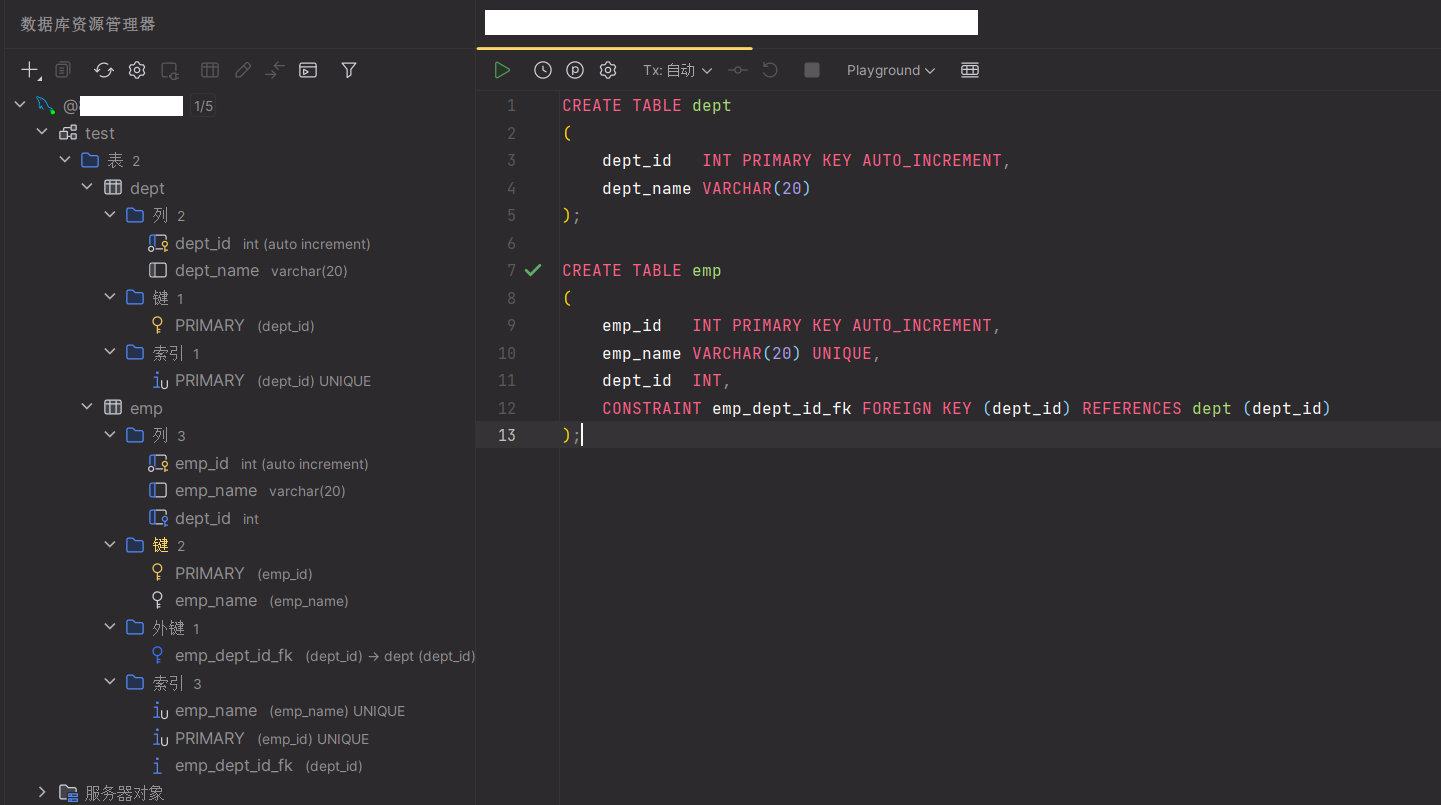 数据库资源管理器
Tx: 自动
Playground
@
1/5
test
表 2
dept
列 2
dept_id int (auto increment)
dept_name varchar(20)
键 1
PRIMARY (dept_id)
索引 1
PRIMARY (dept_id) UNIQUE
emp
列 3
emp_id int (auto increment)
emp_name varchar(20)
dept_id int
键 2
PRIMARY (emp_id)
emp_name (emp_name)
外键 1
emp_dept_id_fk (dept_id) → dept (dept_id)
索引 3
emp_name (emp_name) UNIQUE
PRIMARY (emp_id) UNIQUE
emp_dept_id_fk (dept_id)
服务器对象
1 CREATE TABLE dept
2 (
3     dept_id   INT PRIMARY KEY AUTO_INCREMENT,
4     dept_name VARCHAR(20)
5 );
6
7 CREATE TABLE emp
8 (
9     emp_id   INT PRIMARY KEY AUTO_INCREMENT,
10     emp_name VARCHAR(20) UNIQUE,
11     dept_id  INT,
12     CONSTRAINT emp_dept_id_fk FOREIGN KEY (dept_id) REFERENCES dept (dept_id)
13 );